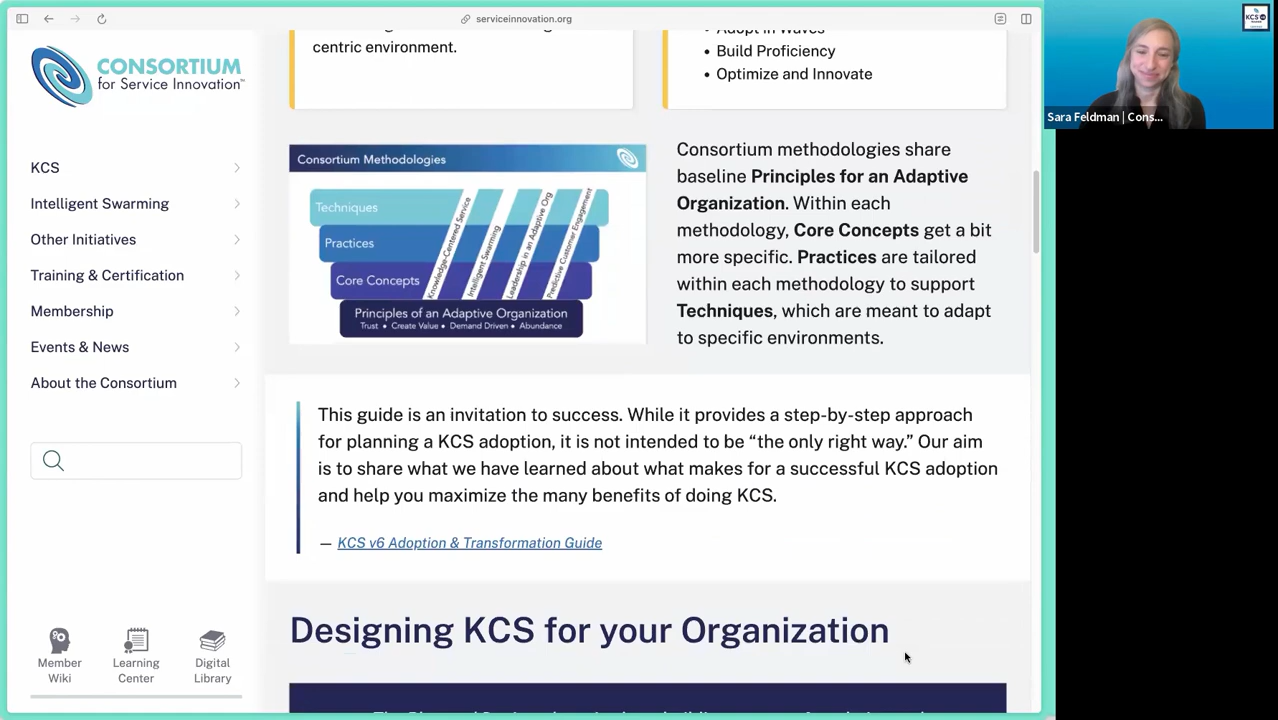 serviceinnovation.org
CONSORTIUM
for Service Innovation™
KCS
Intelligent Swarming
Other Initiatives
Training & Certification
Membership
Events & News
About the Consortium
Member
Wiki
Learning
Center
Digital
Library
centric environment.
• Adopt in Waves
• Build Proficiency
• Optimize and Innovate
Consortium Methodologies
Techniques
Practices
Core Concepts
Knowledge-Centered Service
Intelligent Swarming
Leadership in an Adaptive Org
Predictive Customer Engagement
Principles of an Adaptive Organization
Trust • Create Value • Demand Driven • Abundance
Consortium methodologies share
baseline Principles for an Adaptive
Organization. Within each
methodology, Core Concepts get a bit
more specific. Practices are tailored
within each methodology to support
Techniques, which are meant to adapt
to specific environments.
This guide is an invitation to success. While it provides a step-by-step approach
for planning a KCS adoption, it is not intended to be “the only right way.” Our aim
is to share what we have learned about what makes for a successful KCS adoption
and help you maximize the many benefits of doing KCS.
— KCS v6 Adoption & Transformation Guide
Designing KCS for your Organization
Sara Feldman | Cons...
KCS